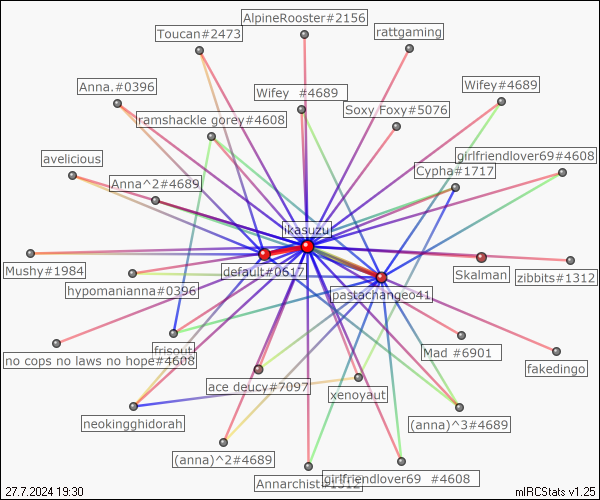 AlpineRooster#2156
Toucan#2473
rattgaming
Anna.#0396
Wifey  #4689
Wifey#4689
ramshackle gorey#4608
Soxy Foxy#5076
avelicious
girlfriendlover69#4608
Cypha#1717
Anna^2#4689
ikasuzu
Mushy#1984
default#0617
Skalman
zibbits#1312
hypomanianna#0396
pastachangeo41
frisout
no cops no laws no hope#4608
Mad #6901
fakedingo
ace deucy#7097
xenoyaut
neokingghidorah
(anna)^3#4689
(anna)^2#4689
Annarchist#1312
girlfriendlover69  #4608
27.7.2024 19:30
mIRCStats v1.25